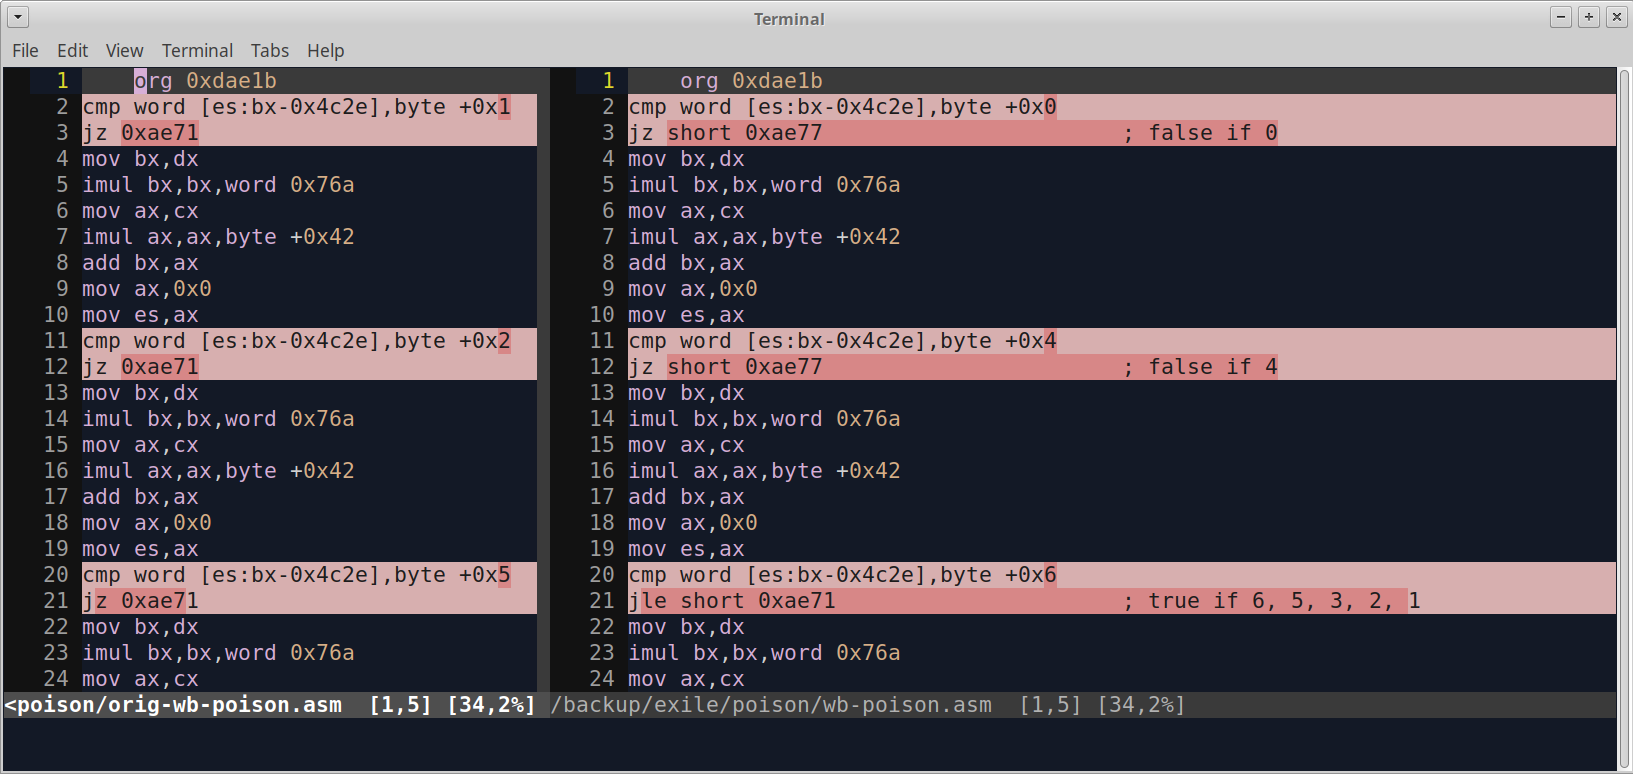 Terminal
File Edit View Terminal Tabs Help
1     org 0xdae1b
2 cmp word [es:bx-0x4c2e],byte +0x1
3 jz 0xae71
4 mov bx,dx
5 imul bx,bx,word 0x76a
6 mov ax,cx
7 imul ax,ax,byte +0x42
8 add bx,ax
9 mov ax,0x0
10 mov es,ax
11 cmp word [es:bx-0x4c2e],byte +0x2
12 jz 0xae71
13 mov bx,dx
14 imul bx,bx,word 0x76a
15 mov ax,cx
16 imul ax,ax,byte +0x42
17 add bx,ax
18 mov ax,0x0
19 mov es,ax
20 cmp word [es:bx-0x4c2e],byte +0x5
21 jz 0xae71
22 mov bx,dx
23 imul bx,bx,word 0x76a
24 mov ax,cx
<poison/orig-wb-poison.asm  [1,5] [34,2%]
1     org 0xdae1b
2 cmp word [es:bx-0x4c2e],byte +0x0
3 jz short 0xae77                       ; false if 0
4 mov bx,dx
5 imul bx,bx,word 0x76a
6 mov ax,cx
7 imul ax,ax,byte +0x42
8 add bx,ax
9 mov ax,0x0
10 mov es,ax
11 cmp word [es:bx-0x4c2e],byte +0x4
12 jz short 0xae77                       ; false if 4
13 mov bx,dx
14 imul bx,bx,word 0x76a
15 mov ax,cx
16 imul ax,ax,byte +0x42
17 add bx,ax
18 mov ax,0x0
19 mov es,ax
20 cmp word [es:bx-0x4c2e],byte +0x6
21 jle short 0xae71                      ; true if 6, 5, 3, 2, 1
22 mov bx,dx
23 imul bx,bx,word 0x76a
24 mov ax,cx
/backup/exile/poison/wb-poison.asm  [1,5] [34,2%]